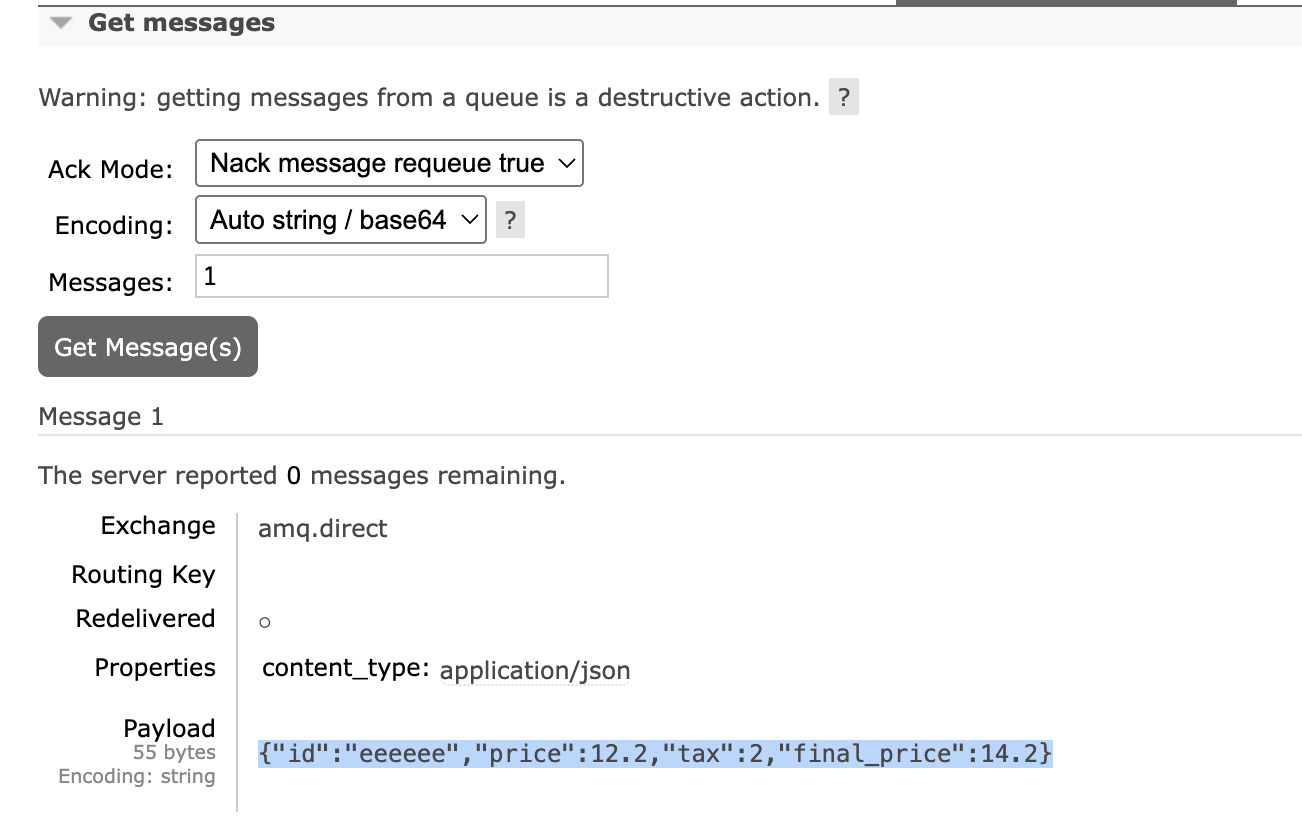 Get messages
Warning: getting messages from a queue is a destructive action. ?
Ack Mode: Nack message requeue true
Encoding: Auto string / base64 ?
Messages: 1
Get Message(s)
Message 1
The server reported 0 messages remaining.
Exchange amq.direct
Routing Key
Redelivered ○
Properties content_type: application/json
Payload
55 bytes
Encoding: string
{"id":"eeeeee","price":12.2,"tax":2,"final_price":14.2}